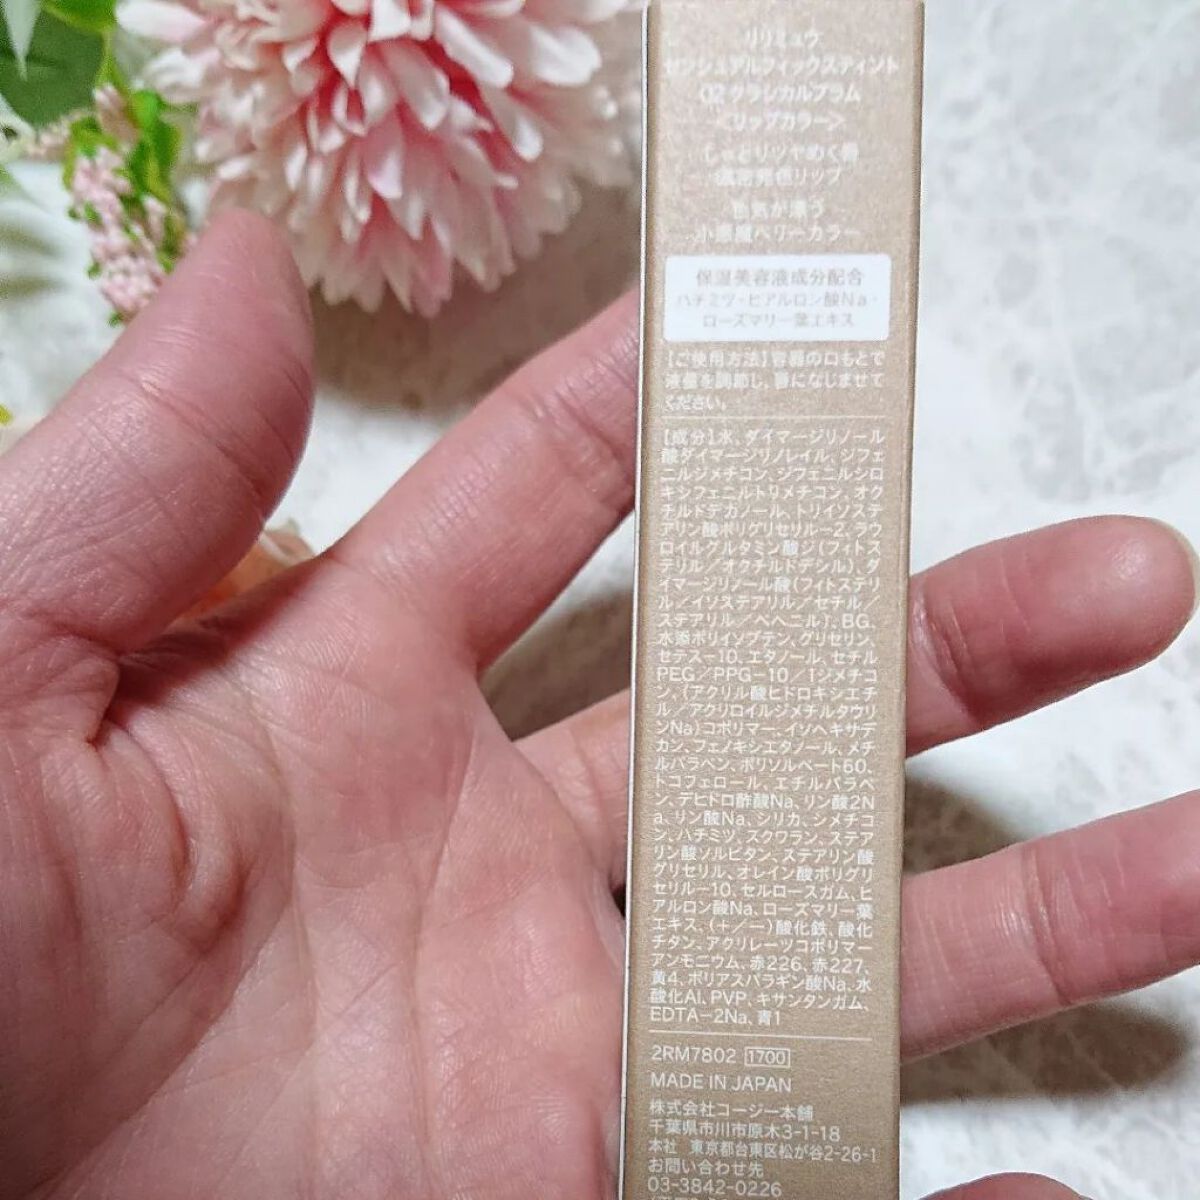 リリミュウ
センシュアルフィックスティント
02 クラシカルプラム
<リップカラー>
しっとりツヤめく唇
高密発色リップ
色気が漂う
小悪魔ベリーカラー
保湿美容液成分配合
ハチミツ・ヒアルロン酸Na・
ローズマリー葉エキス
【ご使用方法】容器の口もとで
液量を調節し、唇になじませて
ください。
【成分】水、ダイマージリノール
酸ダイマージリノレイル、ジフェ
ニルジメチコン、ジフェニルシロ
キシフェニルトリメチコン、オク
チルドデカノール、トリイソステ
アリン酸ポリグリセリル-2、ラウ
ロイルグルタミン酸ジ(フィトス
テリル/オクチルドデシル)、ダ
イマージリノール酸(フィトステリ
ル/イソステアリル/セチル/
ステアリル/ベヘニル)、BG、
水添ポリイソブテン、グリセリン、
セテス-10、エタノール、セチル
PEG/PPG-10/1ジメチコ
ン、(アクリル酸ヒドロキシエチ
ル/アクリロイルジメチルタウリ
ンNa)コポリマー、イソヘキサデ
カン、フェノキシエタノール、メチ
ルパラベン、ポリソルベート60、
トコフェロール、エチルパラベ
ン、デヒドロ酢酸Na、リン酸2N
a、リン酸Na、シリカ、シメチコ
ン、ハチミツ、スクワラン、ステア
リン酸ソルビタン、ステアリン酸
グリセリル、オレイン酸ポリグリ
セリル-10、セルロースガム、ヒ
アルロン酸Na、ローズマリー葉
エキス、(+/-)酸化鉄、酸化
チタン、アクリレーツコポリマー
アンモニウム、赤226、赤227、
黄4、ポリアスパラギン酸Na、水
酸化Al、PVP、キサンタンガム、
EDTA-2Na、青1
2RM7802 1700
MADE IN JAPAN
株式会社コージー本舗
千葉県市川市原木3-1-18
本社 東京都台東区松が谷2-26-1
お問い合わせ先
03-3842-0226